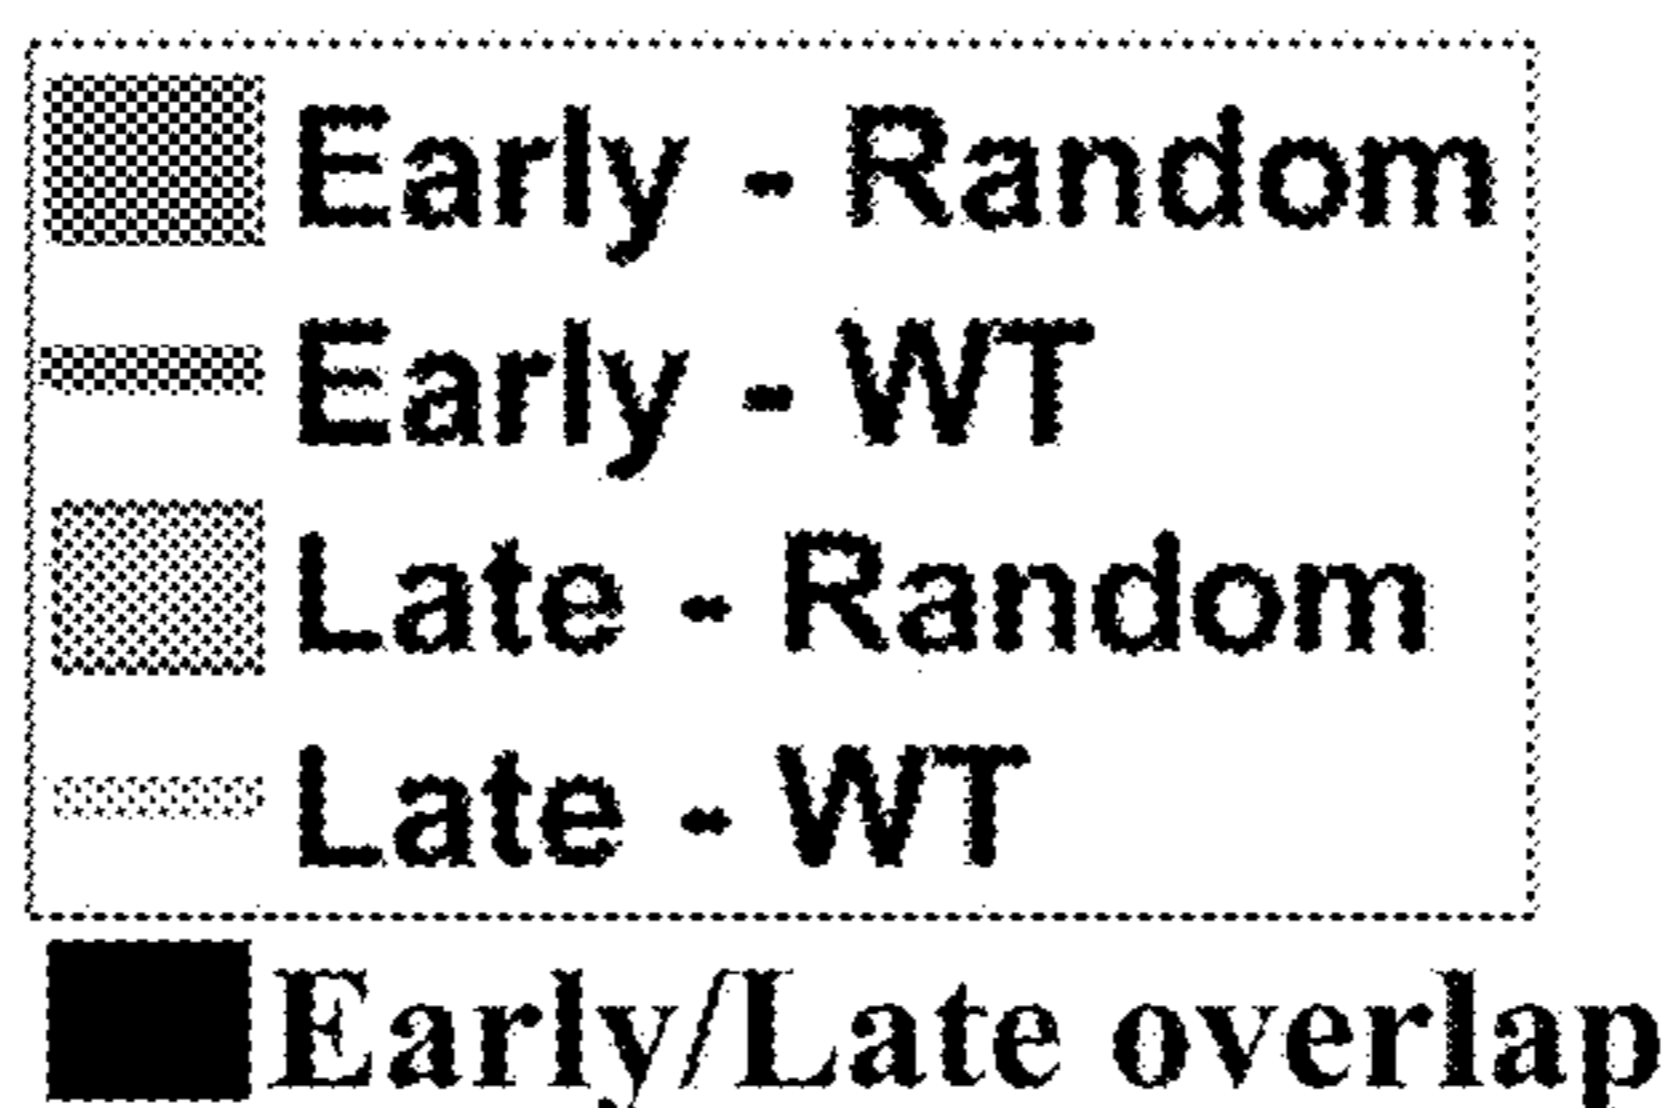 Early - Random
Early - WT
Late - Random
Late - WT
Early/Late overlap